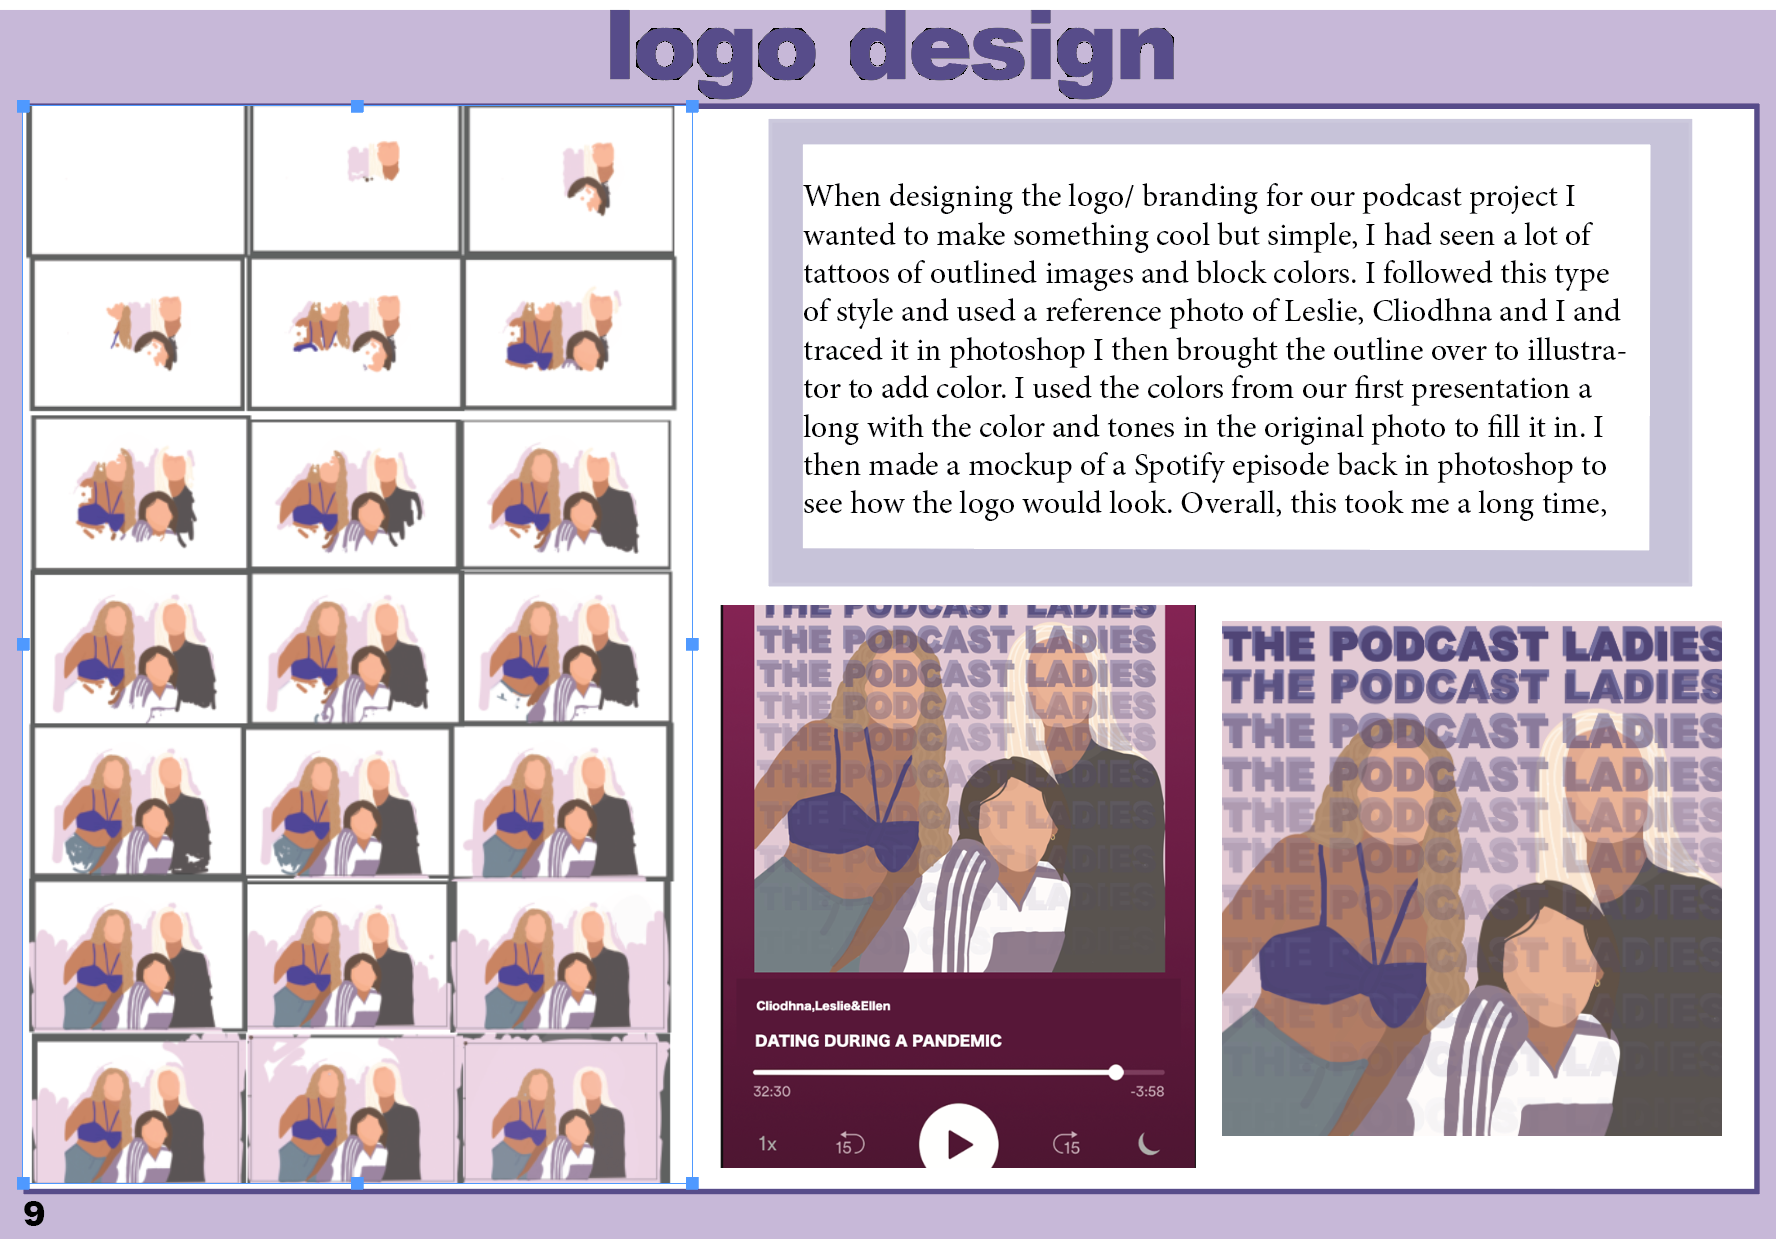 logo design
When designing the logo/ branding for our podcast project I
wanted to make something cool but simple, I had seen a lot of
tattoos of outlined images and block colors. I followed this type
of style and used a reference photo of Leslie, Cliodhna and I and
traced it in photoshop I then brought the outline over to illustra-
tor to add color. I used the colors from our first presentation a
long with the color and tones in the original photo to fill it in. I
then made a mockup of a Spotify episode back in photoshop to
see how the logo would look. Overall, this took me a long time,
THE PODCAST LADIES
THE PODCAST LADIES
THE PODCAST LADIES
THE PODCAST LADIES
THE PODCAST LADIES
THE PODCAST LADIES
THE PODCAST LADIES
THE PODCAST LADIES
Cliodhna,Leslie&Ellen
DATING DURING A PANDEMIC
32:30
-3:58
1x
15
15
THE PODCAST LADIES
THE PODCAST LADIES
THE PODCAST LADIES
THE PODCAST LADIES
THE PODCAST LADIES
THE PODCAST LADIES
THE PODCAST LADIES
THE PODCAST LADIES
THE PODCAST LADIES
THE PODCAST LADIES
9